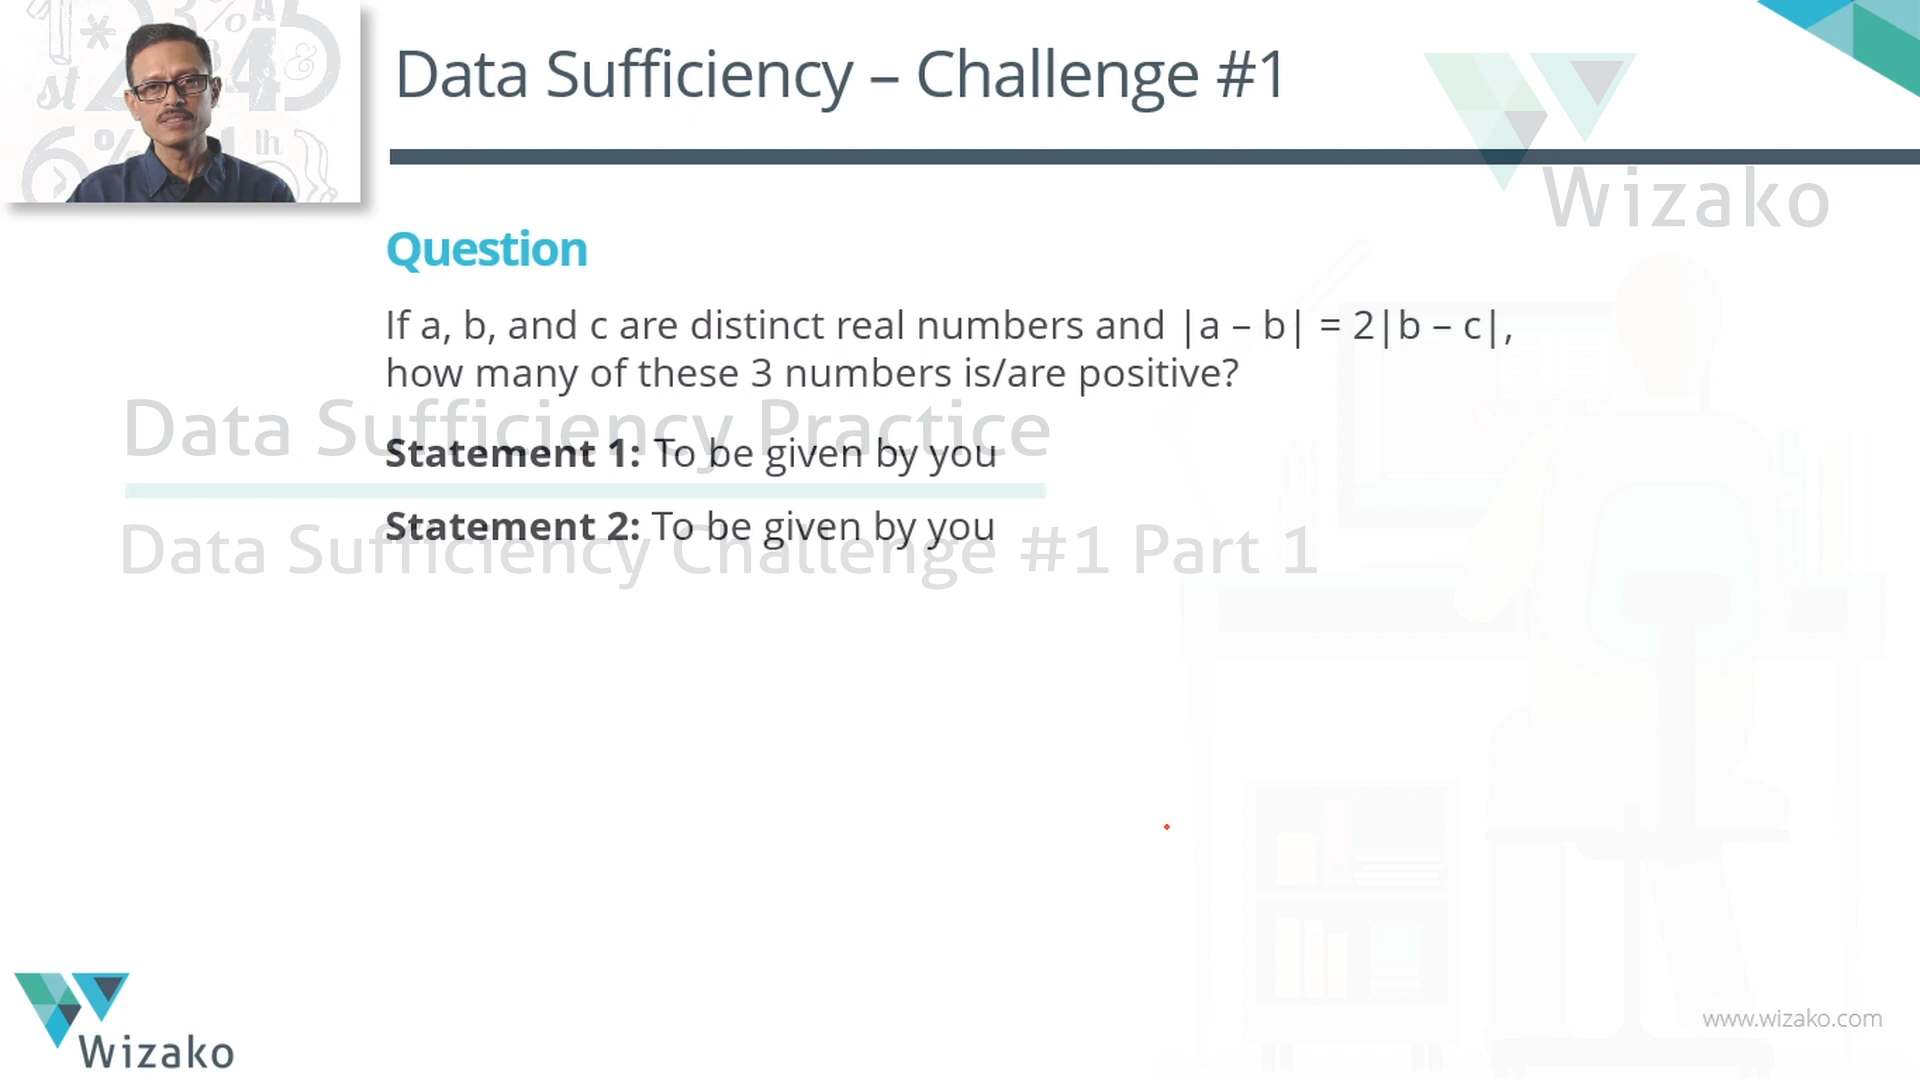 Data Sufficiency – Challenge #1
Wizako
Question
If a, b, and c are distinct real numbers and |a – b| = 2|b – c|,
how many of these 3 numbers is/are positive?
Data Sufficiency Practice
Statement 1: To be given by you
Statement 2: To be given by you
Data Sufficiency Challenge #1 Part 1
www.wizako.com
Wizako